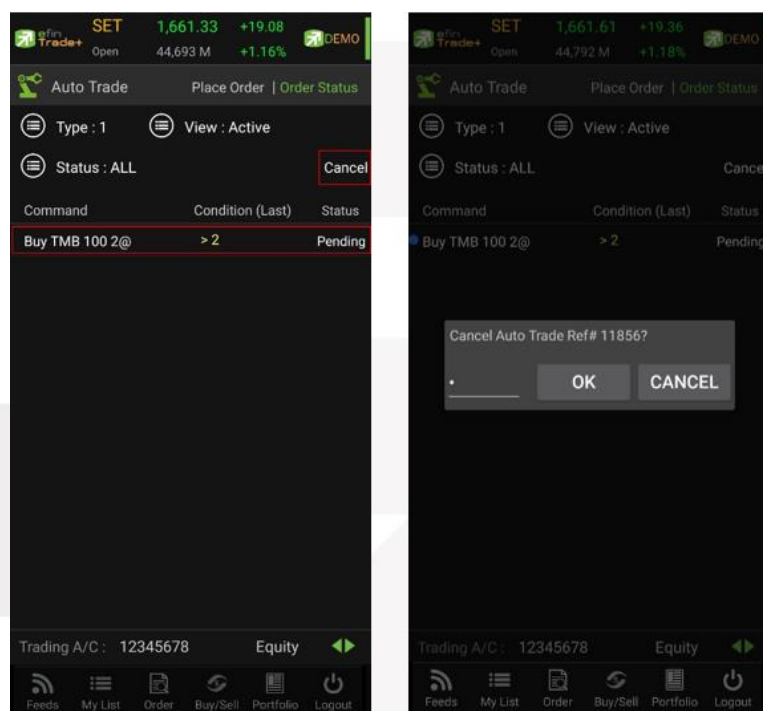 efin Trade+ SET 1,661.33 +19.08 DEMO
Open 44,693 M +1.16%
Auto Trade Place Order | Order Status
Type : 1 View : Active
Status : ALL Cancel
Command Condition (Last) Status
Buy TMB 100 2@ > 2 Pending
Trading A/C : 12345678 Equity
Feeds My List Order Buy/Sell Portfolio Logout
efin Trade+ SET 1,661.61 +19.36 DEMO
Open 44,792 M +1.18%
Auto Trade Place Order | Order Status
Type : 1 View : Active
Status : ALL Cance
Command Condition (Last) Status
Buy TMB 100 2@ > 2 Pending
Cancel Auto Trade Ref# 11856?
OK CANCEL
Trading A/C : 12345678 Equity
Feeds My List Order Buy/Sell Portfolio Logout